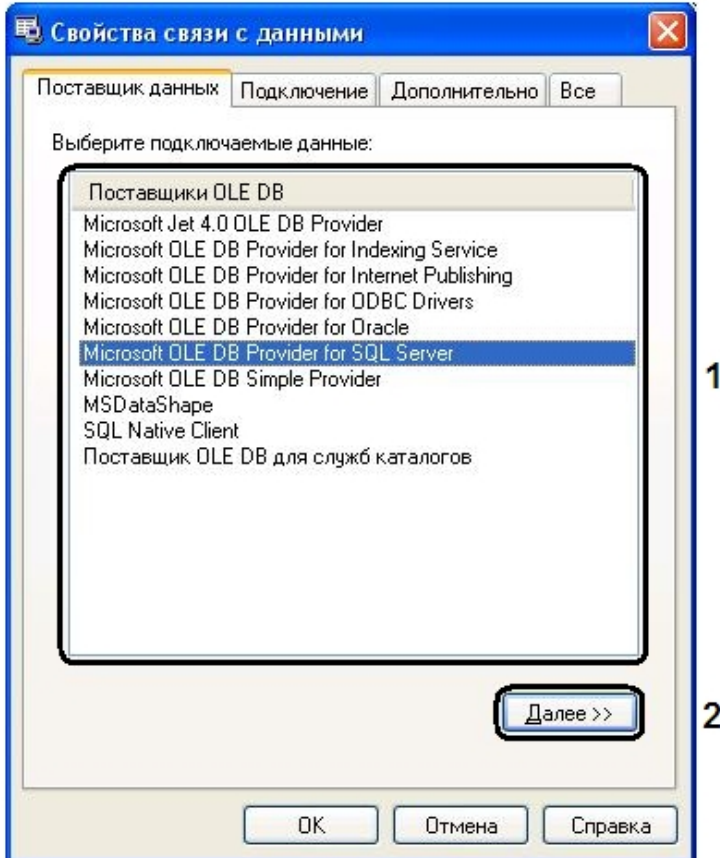 Свойства связи с данными
Поставщик данных Подключение Дополнительно Все
Выберите подключаемые данные:
Поставщики OLE DB
Microsoft Jet 4.0 OLE DB Provider
Microsoft OLE DB Provider for Indexing Service
Microsoft OLE DB Provider for Internet Publishing
Microsoft OLE DB Provider for ODBC Drivers
Microsoft OLE DB Provider for Oracle
Microsoft OLE DB Provider for SQL Server
1
Microsoft OLE DB Simple Provider
MSDataShape
SQL Native Client
Поставщик OLE DB для служб каталогов
Далее >> 2
OK Отмена Справка